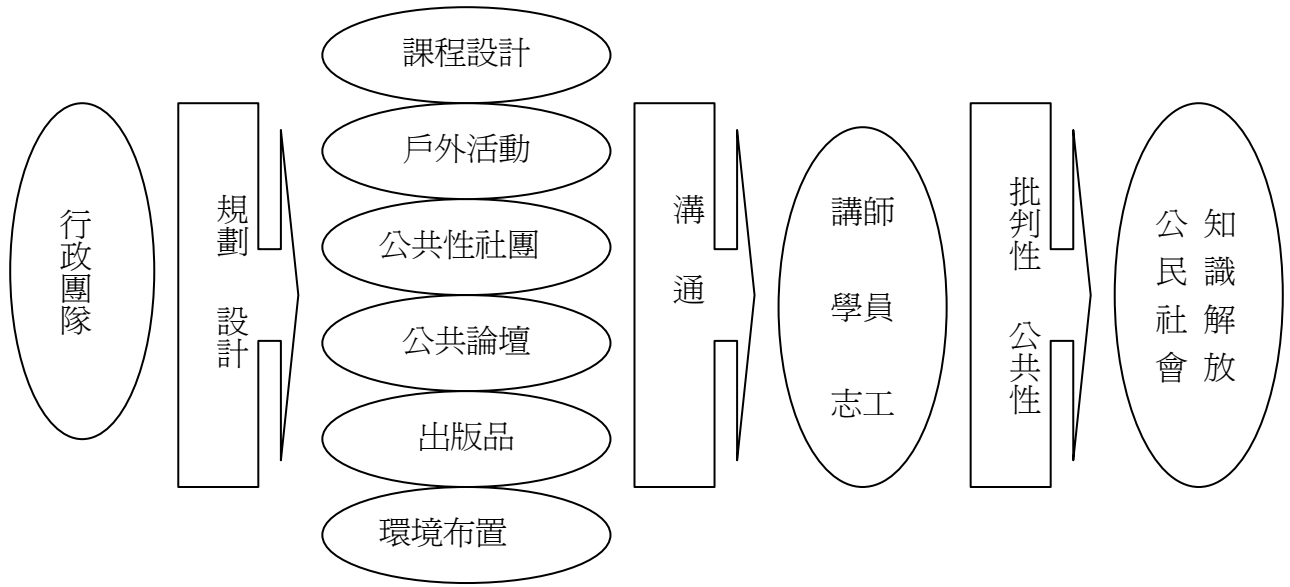 行政團隊
規劃 設計
課程設計
戶外活動
公共性社團
公共論壇
出版品
環境布置
溝通
講師
學員
志工
批判性 公共性
知識解放
公民社會